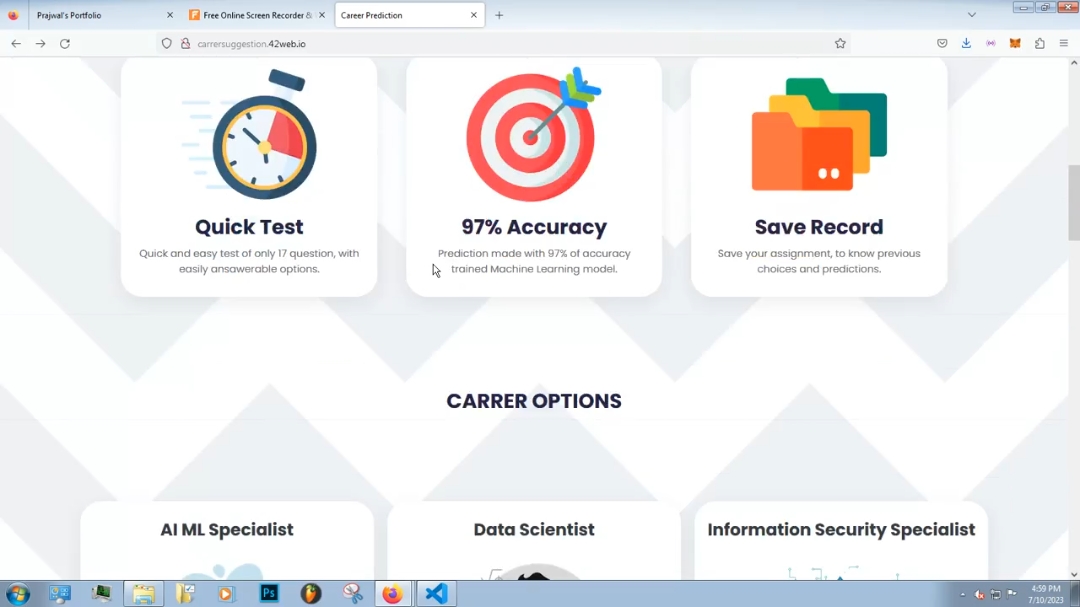 Prajwal's Portfolio
Free Online Screen Recorder &
Career Prediction
carrersuggestion.42web.io
Quick Test
Quick and easy test of only 17 question, with
easily ansawerable options.
97% Accuracy
Prediction made with 97% of accuracy
trained Machine Learning model.
Save Record
Save your assignment, to know previous
choices and predictions.
CARRER OPTIONS
AI ML Specialist
Data Scientist
Information Security Specialist
Ps
4:59 PM
7/10/2023